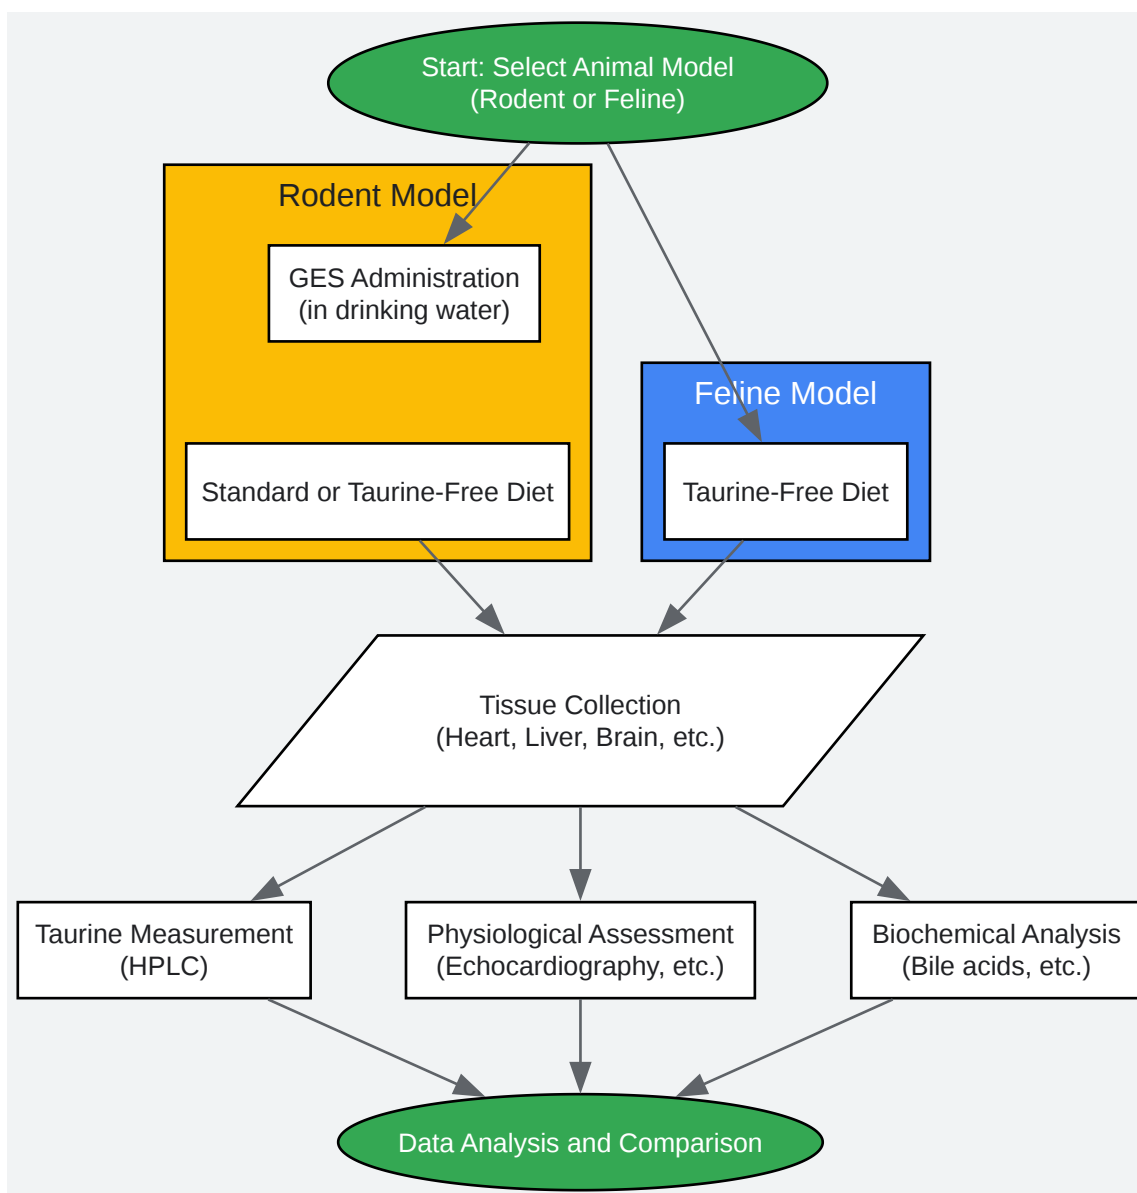 Start: Select Animal Model
(Rodent or Feline)
Rodent Model
GES Administration
(in drinking water)
Feline Model
Standard or Taurine-Free Diet
Taurine-Free Diet
Tissue Collection
(Heart, Liver, Brain, etc.)
Taurine Measurement
(HPLC)
Physiological Assessment
(Echocardiography, etc.)
Biochemical Analysis
(Bile acids, etc.)
Data Analysis and Comparison